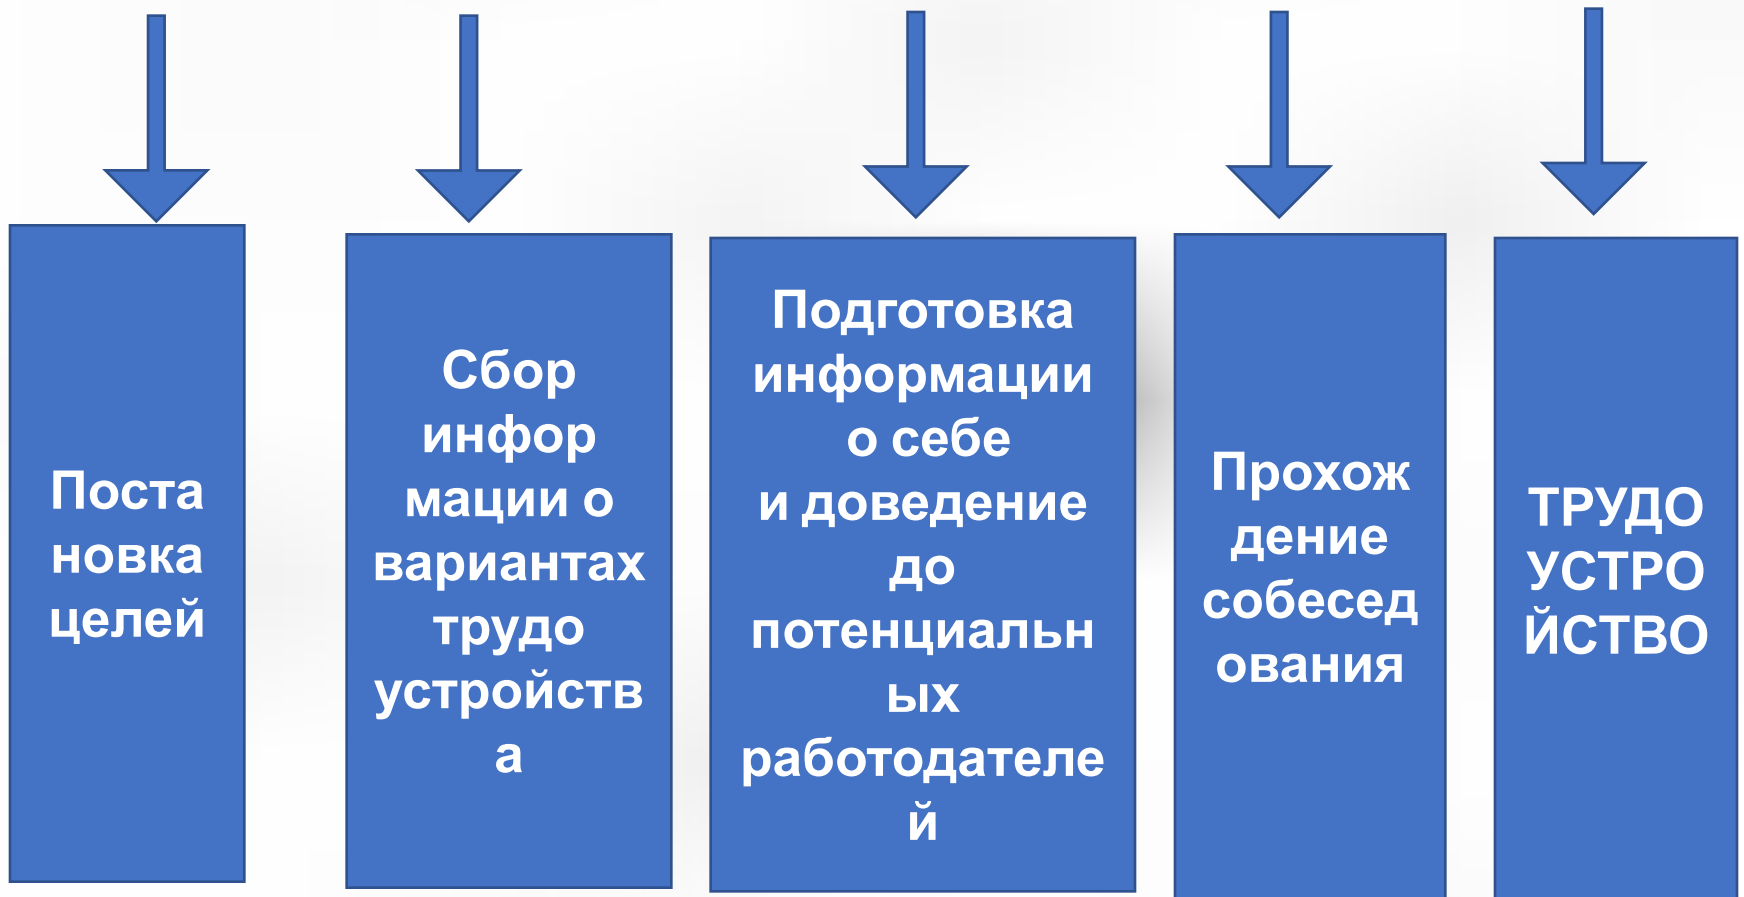 Поста
новка
целей
Сбор
инфор
мации о
вариантах
трудо
устройств
а
Подготовка
информации
о себе
и доведение
до
потенциальн
ых
работодателе
й
Прохож
дение
собесед
ования
ТРУДО
УСТРО
ЙСТВО